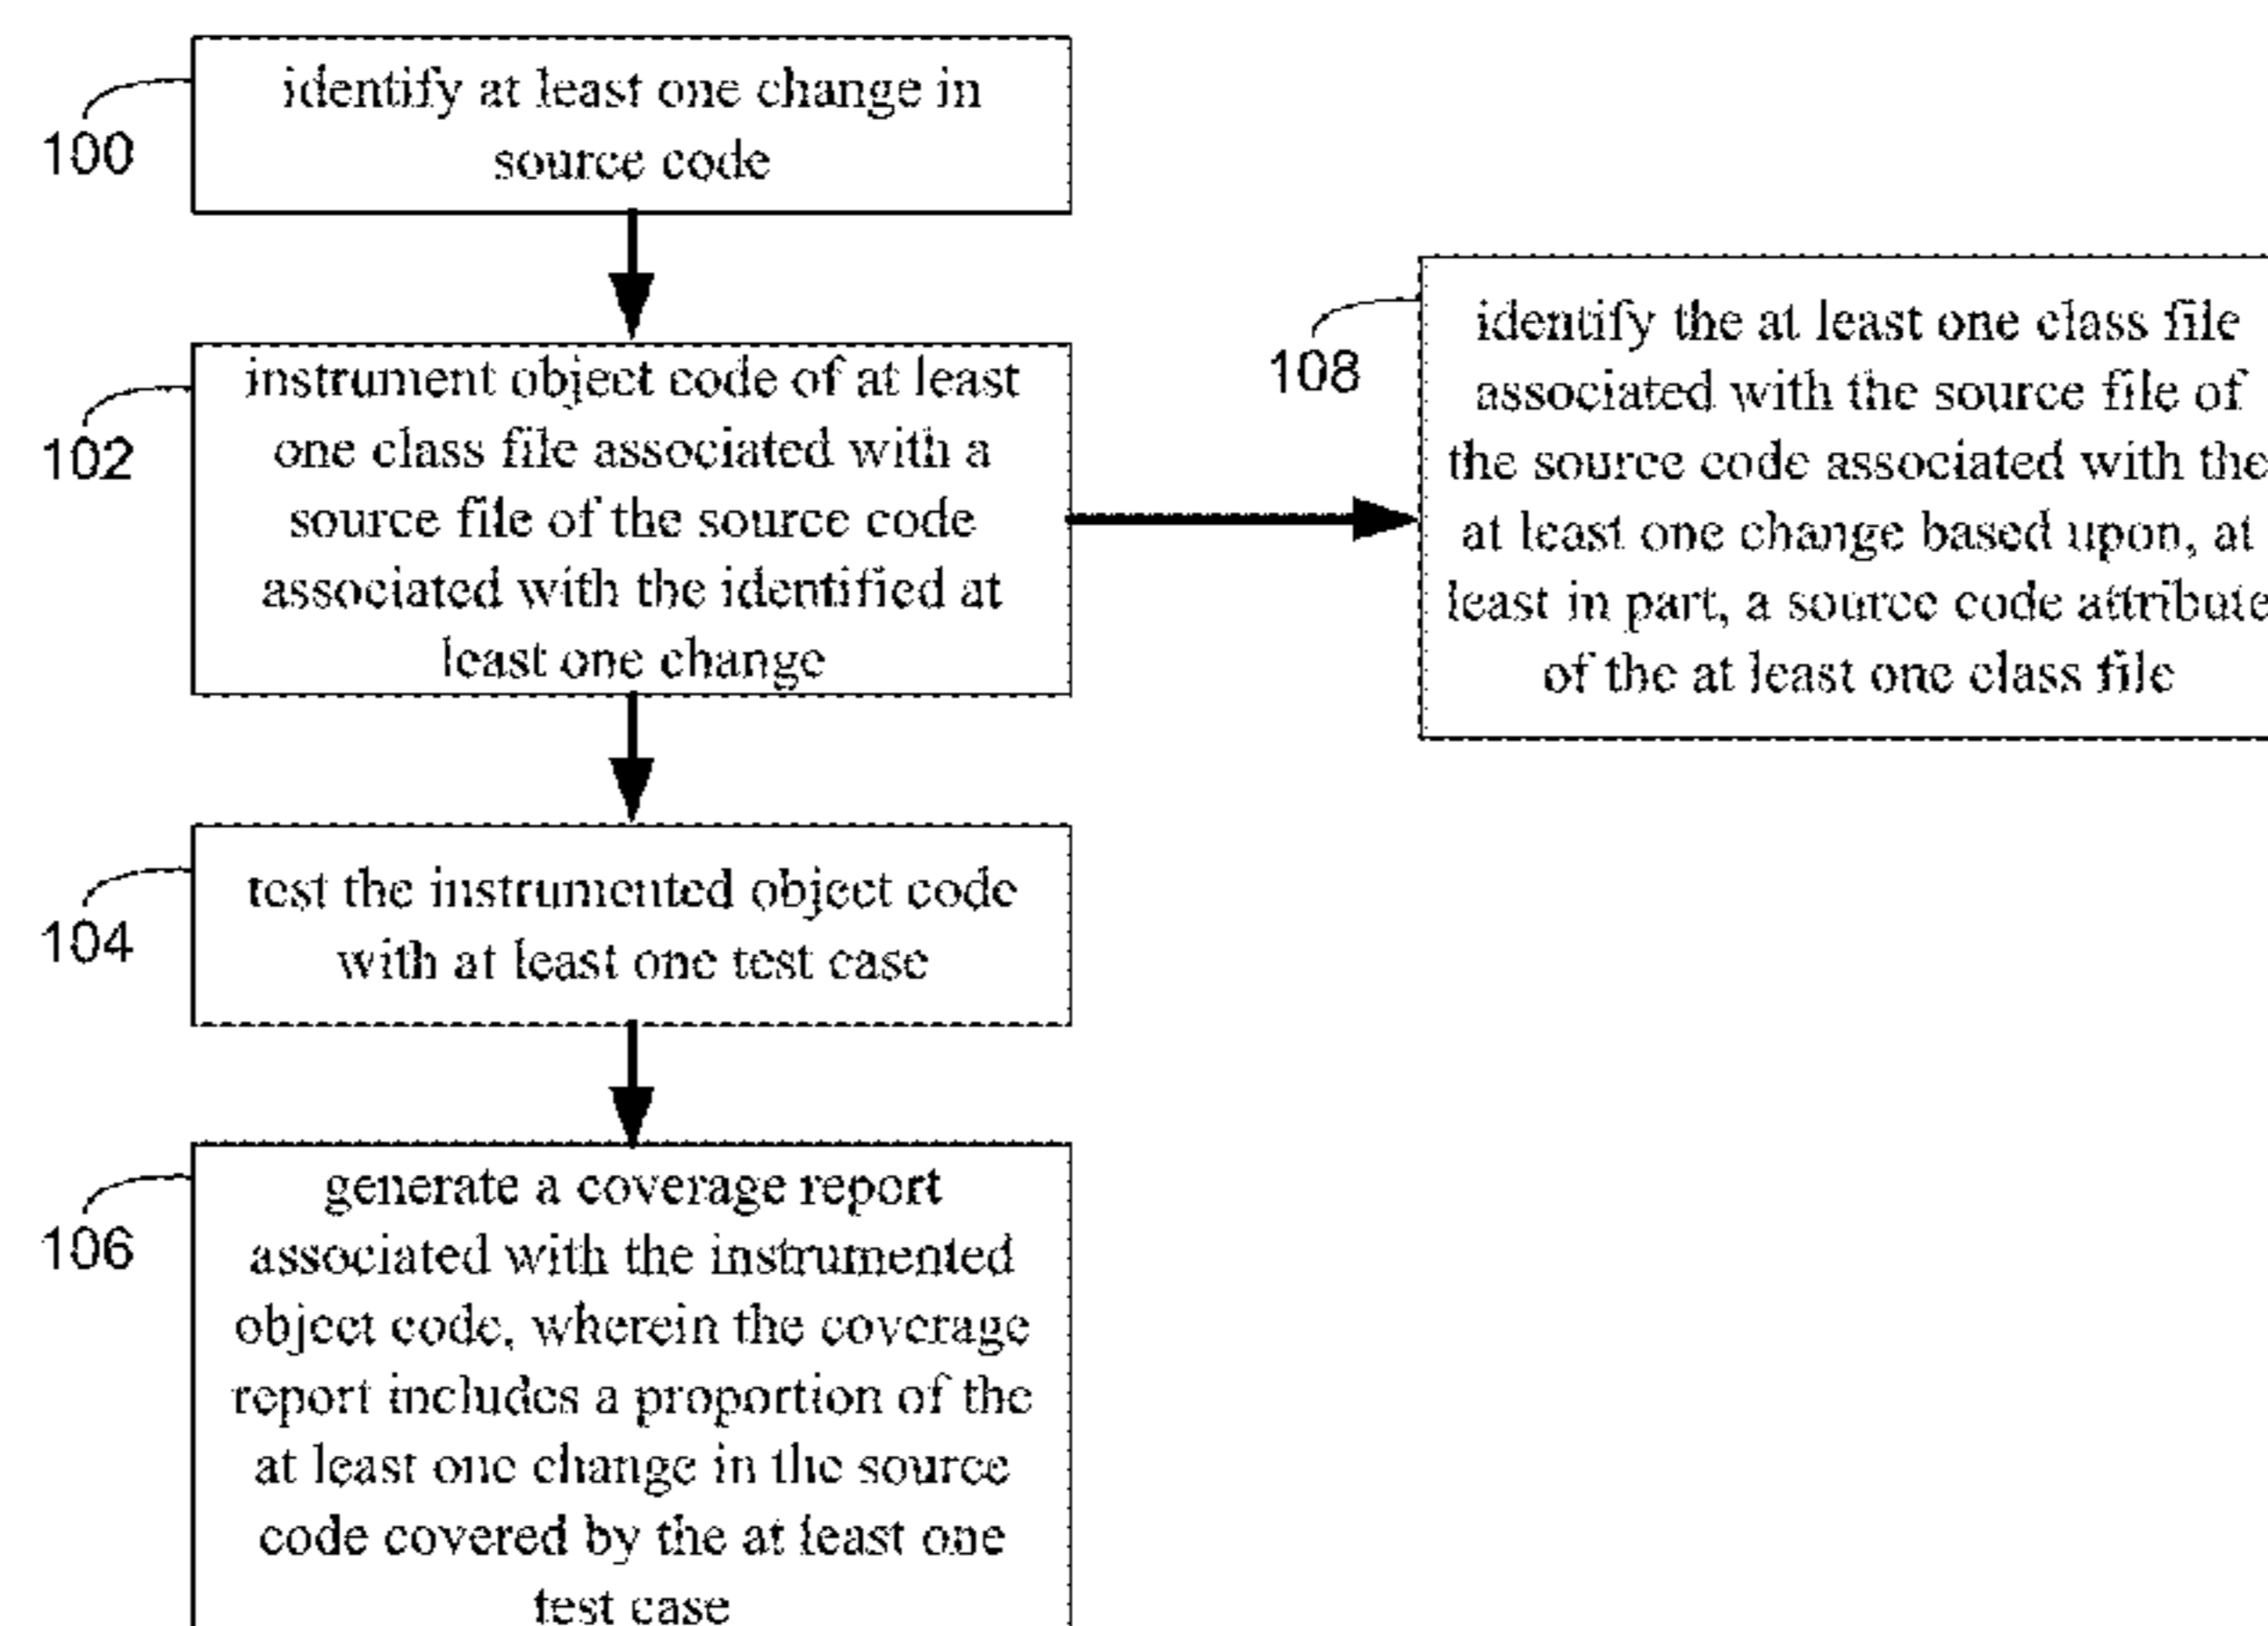 identify at least one change in
source code
100
instrument object code of at least
one class file associated with a
source file of the source code
associated with the identified at
least one change
102
identify the at least one class file
associated with the source file of
the source code associated with the
at least one change based upon, at
least in part, a source code attribute
of the at least one class file
108
test the instrumented object code
with at least one test case
104
generate a coverage report
associated with the instrumented
object code, wherein the coverage
report includes a proportion of the
at least one change in the source
code covered by the at least one
test case
106